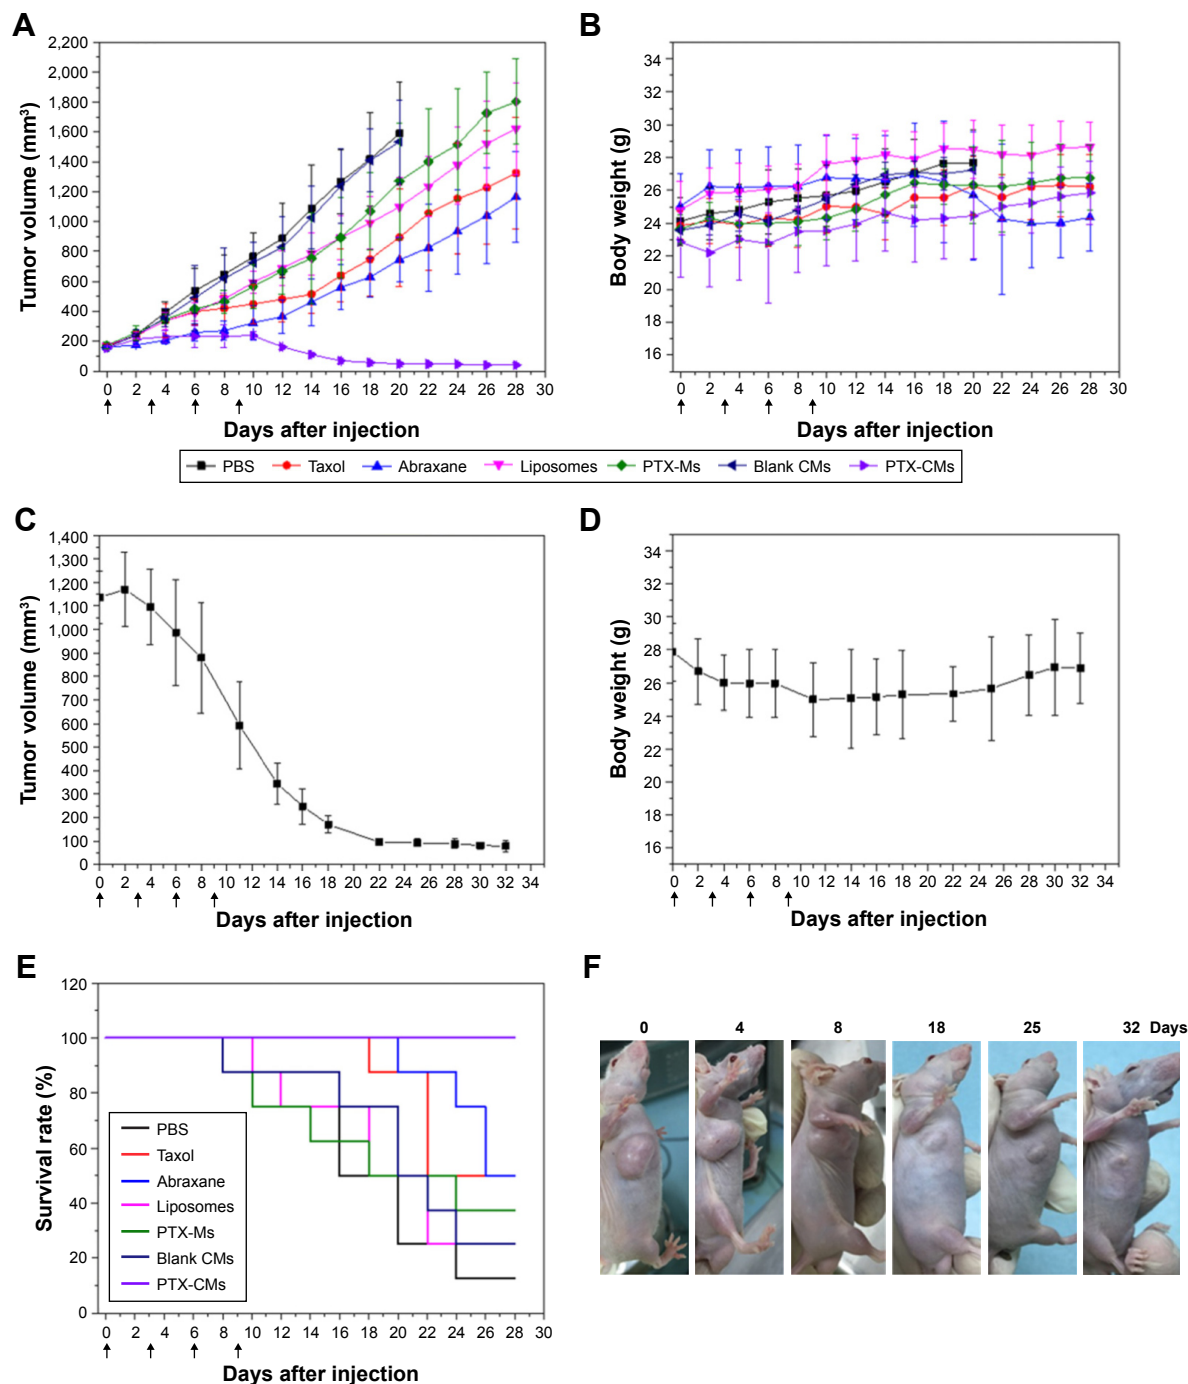 A
Tumor volume (mm³)
2,200
2,000
1,800
1,600
1,400
1,200
1,000
800
600
400
200
0
0 2 4 6 8 10 12 14 16 18 20 22 24 26 28 30
Days after injection
B
Body weight (g)
34
32
30
28
26
24
22
20
18
16
0 2 4 6 8 10 12 14 16 18 20 22 24 26 28 30
Days after injection
PBS Taxol Abraxane Liposomes PTX-Ms Blank CMs PTX-CMs
C
Tumor volume (mm³)
1,400
1,300
1,200
1,100
1,000
900
800
700
600
500
400
300
200
100
0
0 2 4 6 8 10 12 14 16 18 20 22 24 26 28 30 32 34
Days after injection
D
Body weight (g)
34
32
30
28
26
24
22
20
18
16
0 2 4 6 8 10 12 14 16 18 20 22 24 26 28 30 32 34
Days after injection
E
Survival rate (%)
120
100
80
60
40
20
0
PBS
Taxol
Abraxane
Liposomes
PTX-Ms
Blank CMs
PTX-CMs
0 2 4 6 8 10 12 14 16 18 20 22 24 26 28 30
Days after injection
F
0 4 8 18 25 32 Days